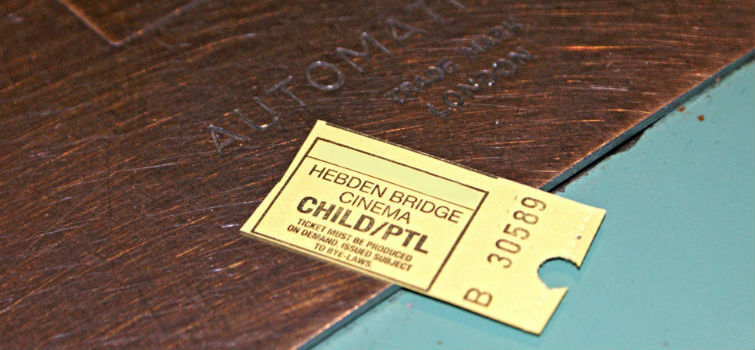 AUTOMAT
TRADE MARK
LONDON
HEBDEN BRIDGE
CINEMA
CHILD/PTL
TICKET MUST BE PRODUCED
ON DEMAND. ISSUED SUBJECT
TO BYE-LAWS.
B 30589